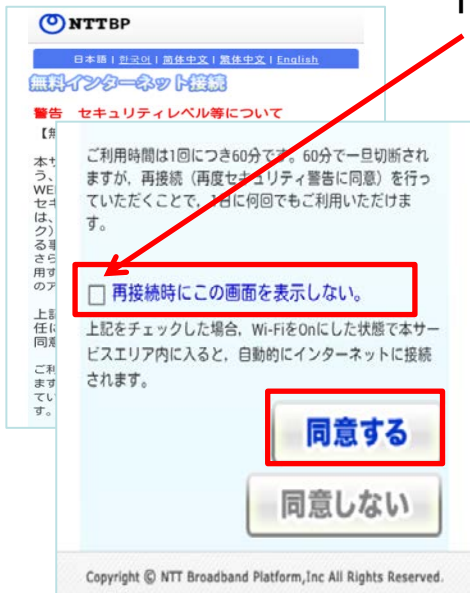 NTTBP
日本語 | 한국어 | 简体中文 | 繁体中文 | English
無料インターネット接続
警告 セキュリティレベル等について
ご利用時間は1回につき60分です。60分で一旦切断され
ますが、再接続（再度セキュリティ警告に同意）を行っ
ていただくことで、1日に何回でもご利用いただけま
す。
□ 再接続時にこの画面を表示しない。
上記をチェックした場合，Wi-FiをOnにした状態で本サー
ビスエリア内に入ると，自動的にインターネットに接続
されます。
同意する
同意しない
Copyright © NTT Broadband Platform,Inc All Rights Reserved.